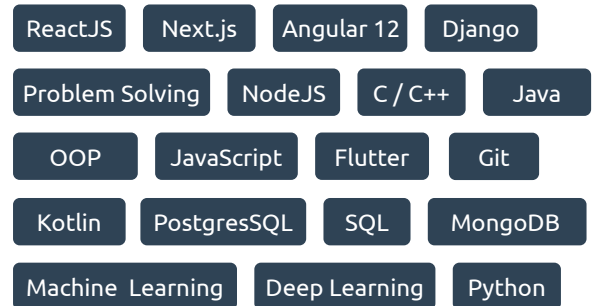 ReactJS Next.js Angular 12 Django
Problem Solving NodeJS C / C++ Java
OOP JavaScript Flutter Git
Kotlin PostgresSQL SQL MongoDB
Machine Learning Deep Learning Python